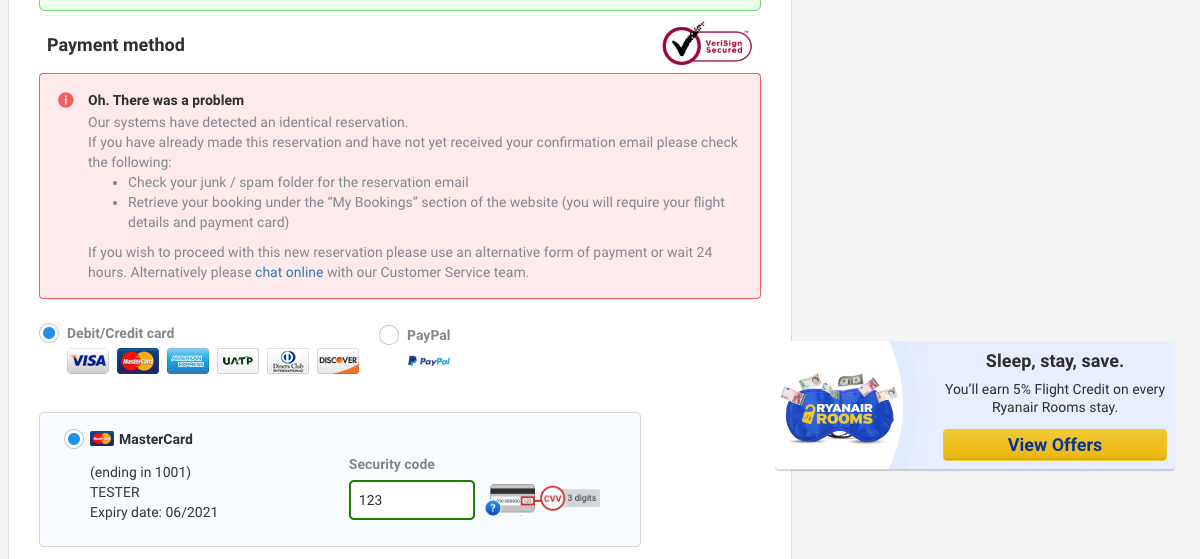 Payment method
VeriSign
Secured
Oh. There was a problem
Our systems have detected an identical reservation.
If you have already made this reservation and have not yet received your confirmation email please check
the following:
• Check your junk / spam folder for the reservation email
• Retrieve your booking under the “My Bookings” section of the website (you will require your flight
details and payment card)
If you wish to proceed with this new reservation please use an alternative form of payment or wait 24
hours. Alternatively please chat online with our Customer Service team.
Debit/Credit card
VISA MasterCard AMERICAN EXPRESS UATP Diners Club INTERNATIONAL DISCOVER
PayPal
PayPal
MasterCard
(ending in 1001)
TESTER
Expiry date: 06/2021
Security code
123
? CVV 3 digits
RYANAIR
ROOMS
Sleep, stay, save.
You’ll earn 5% Flight Credit on every
Ryanair Rooms stay.
View Offers